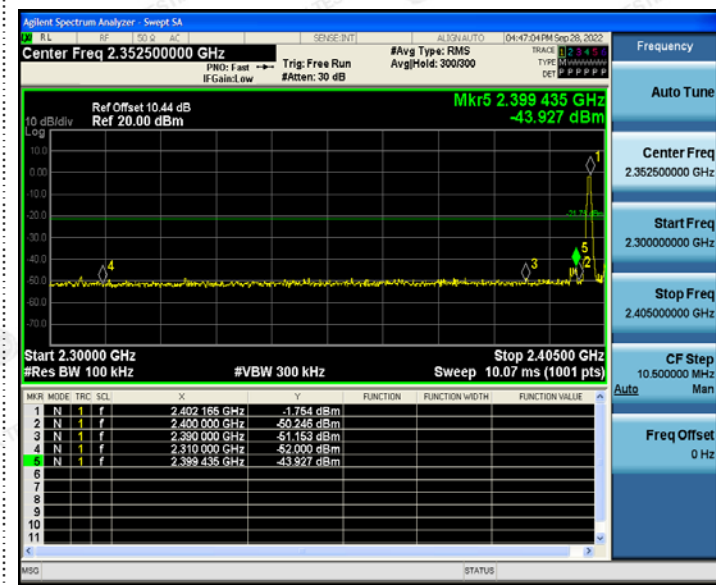 Agilent Spectrum Analyzer - Swept SA
RL RF 50 Ω AC SENSE:INT ALIGN AUTO 04:47:04 PM Sep 28, 2022
Center Freq 2.352500000 GHz
PNO: Fast
IFGain:Low
Trig: Free Run
#Atten: 30 dB
#Avg Type: RMS
Avg|Hold: 300/300
TRACE 1 2 3 4 5 6
TYPE M
DET P P P P P P
Ref Offset 10.44 dB
10 dB/div Ref 20.00 dBm
Log
Mkr5 2.399 435 GHz
-43.927 dBm
10.0
0.00
-10.0
-20.0
-30.0
-40.0
-50.0
-60.0
-70.0
-21.75 dBm
1
4
3
5
2
Start 2.30000 GHz Stop 2.40500 GHz
#Res BW 100 kHz #VBW 300 kHz Sweep 10.07 ms (1001 pts)
MKR MODE TRC SCL X Y FUNCTION FUNCTION WIDTH FUNCTION VALUE
1 N 1 f 2.402 165 GHz -1.754 dBm
2 N 1 f 2.400 000 GHz -50.246 dBm
3 N 1 f 2.390 000 GHz -51.153 dBm
4 N 1 f 2.310 000 GHz -52.000 dBm
5 N 1 f 2.399 435 GHz -43.927 dBm
6
7
8
9
10
11
MSG STATUS
Frequency
Auto Tune
Center Freq
2.352500000 GHz
Start Freq
2.300000000 GHz
Stop Freq
2.405000000 GHz
CF Step
10.500000 MHz
Auto Man
Freq Offset
0 Hz